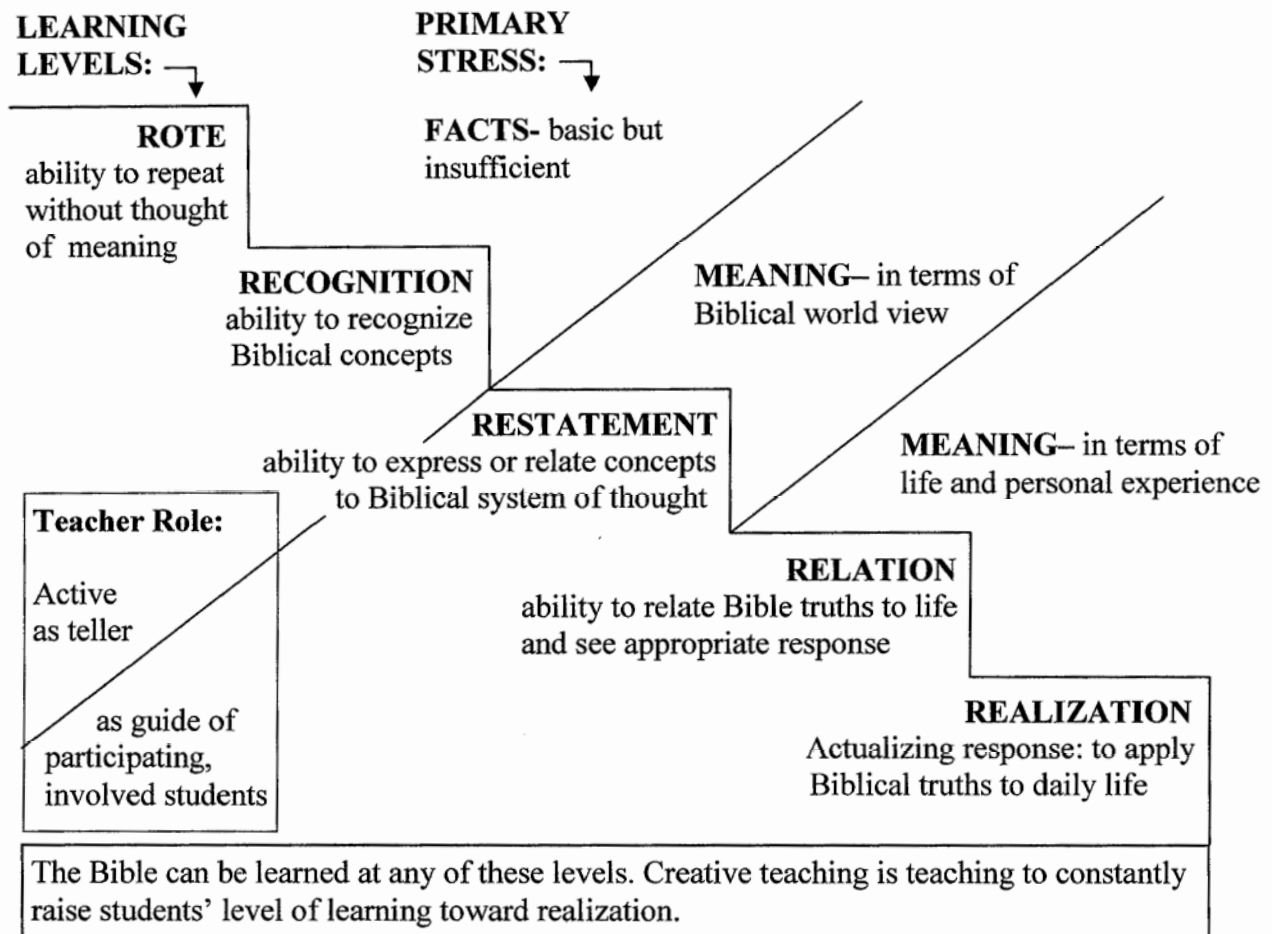 LEARNING
LEVELS:
PRIMARY
STRESS:
ROTE
ability to repeat
without thought
of meaning
FACTS- basic but
insufficient
RECOGNITION
ability to recognize
Biblical concepts
MEANING– in terms of
Biblical world view
RESTATEMENT
ability to express or relate concepts
to Biblical system of thought
MEANING– in terms of
life and personal experience
Teacher Role:
Active
as teller
as guide of
participating,
involved students
RELATION
ability to relate Bible truths to life
and see appropriate response
REALIZATION
Actualizing response: to apply
Biblical truths to daily life
The Bible can be learned at any of these levels. Creative teaching is teaching to constantly
raise students' level of learning toward realization.